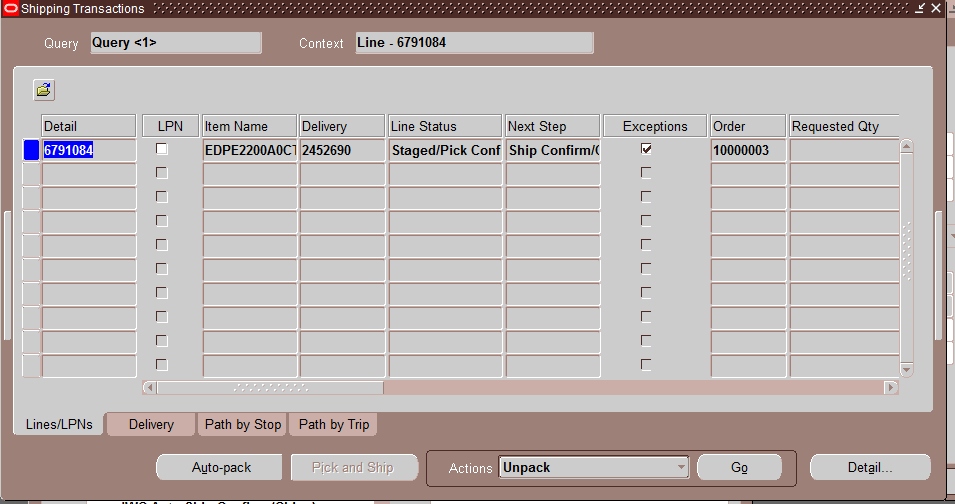 Shipping Transactions
Query Query <1> Context Line - 6791084
Detail LPN Item Name Delivery Line Status Next Step Exceptions Order Requested Qty
6791084 EDPE2200A0CT 2452690 Staged/Pick Conf Ship Confirm/C 10000003
Lines/LPNs Delivery Path by Stop Path by Trip
Auto-pack Pick and Ship Actions Unpack Go Detail...